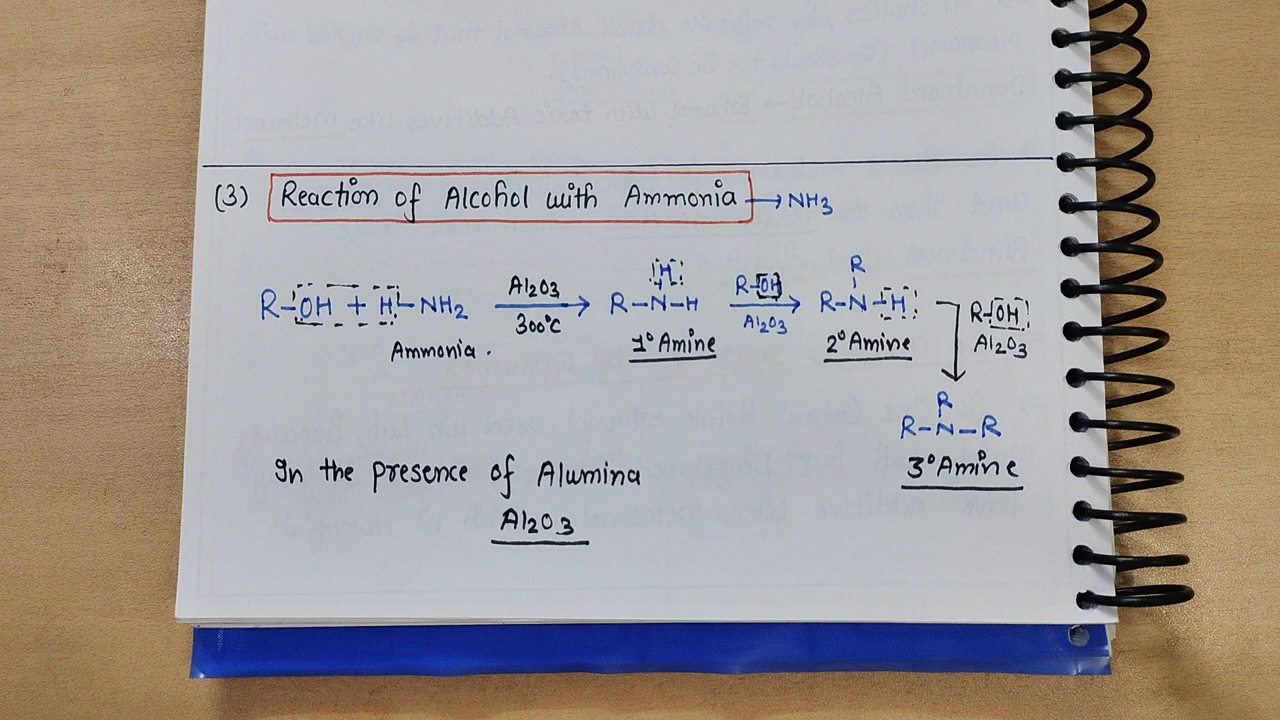 (3) Reaction of Alcohol with Ammonia → NH3
R-OH + H-NH2
Ammonia.
Al2O3
300°C
H
R-N-H
1° Amine
R-OH
Al2O3
R
R-N-H
2° Amine
R-OH
Al2O3
R
R-N-R
3° Amine
In the presence of Alumina
Al2O3